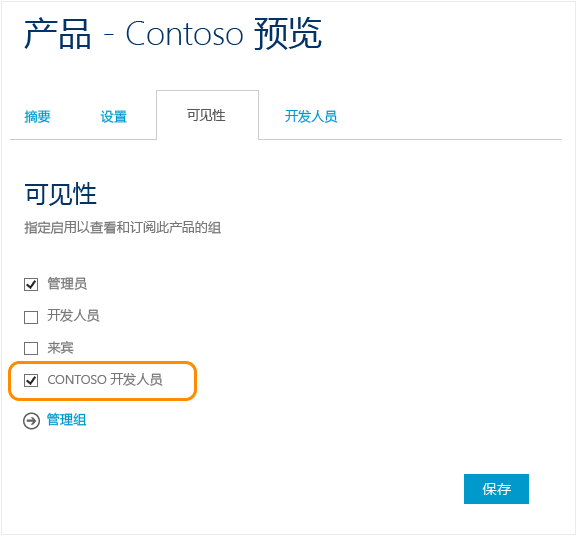 产品 - Contoso 预览
摘要 设置 可见性 开发人员
可见性
指定启用以查看和订阅此产品的组
管理员
开发人员
来宾
CONTOSO 开发人员
管理组
保存